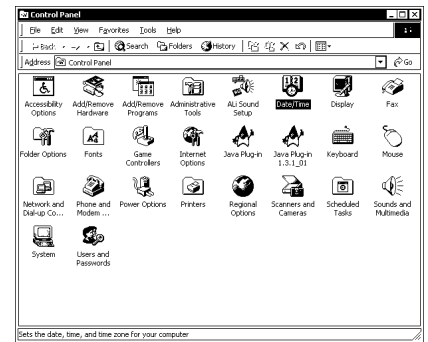 Control Panel
File Edit View Favorites Tools Help
Back Search Folders History
Address Control Panel Go
Accessibility Options
Add/Remove Hardware
Add/Remove Programs
Administrative Tools
ALi Sound Setup
Date/Time
Display
Fax
Folder Options
Fonts
Game Controllers
Internet Options
Java Plug-in
Java Plug-in 1.3.1_01
Keyboard
Mouse
Network and Dial-up Co...
Phone and Modem ...
Power Options
Printers
Regional Options
Scanners and Cameras
Scheduled Tasks
Sounds and Multimedia
System
Users and Passwords
Sets the date, time, and time zone for your computer